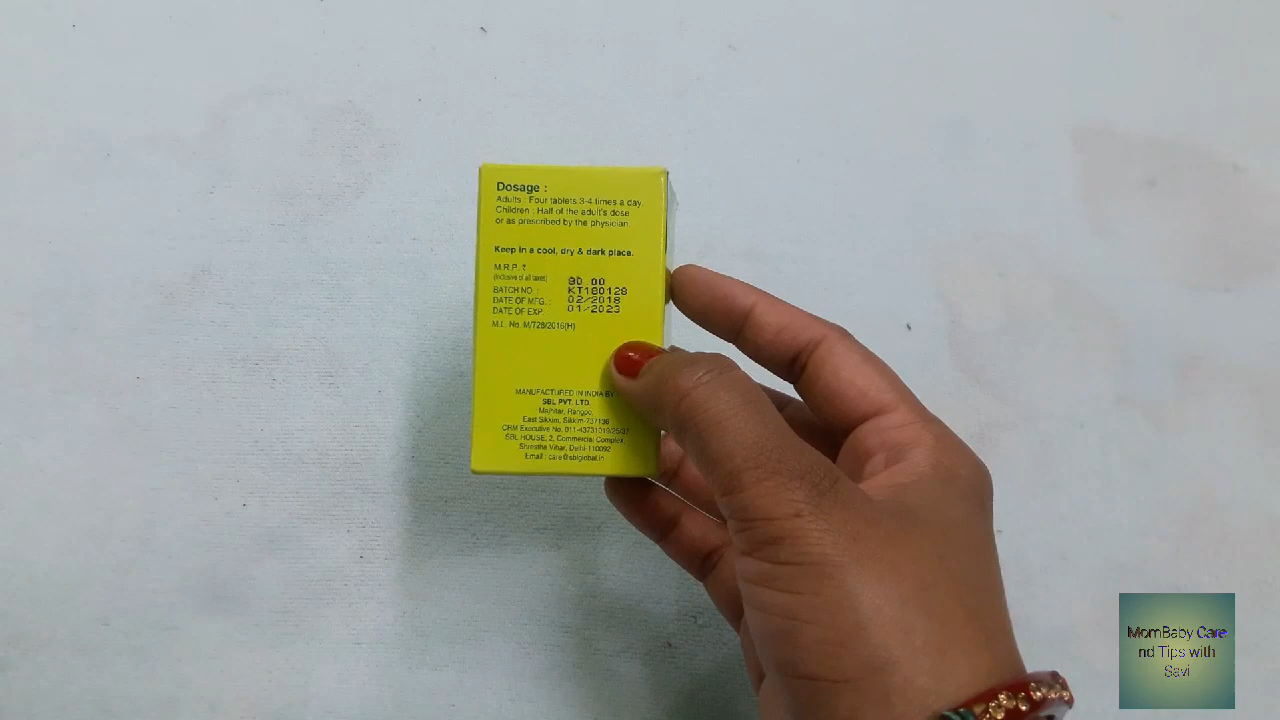 Dosage :
Adults : Four tablets 3-4 times a day.
Children : Half of the adult's dose
or as prescribed by the physician.
Keep in a cool, dry & dark place.
M.R.P. ₹
(Inclusive of all taxes) 80.00
BATCH NO. : KT180128
DATE OF MFG. : 02/2018
DATE OF EXP. 01/2023
M.L. No. M/728/2016(H)
MANUFACTURED IN INDIA BY
SBL PVT. LTD.
Majhitar, Rangpo,
East Sikkim, Sikkim-737136
CRM Executive No. 011-43731019/25/37
SBL HOUSE, 2, Commercial Complex,
Shrestha Vihar, Delhi-110092
Email : care@sblglobal.in
MomBaby Care
nd Tips with
Savi